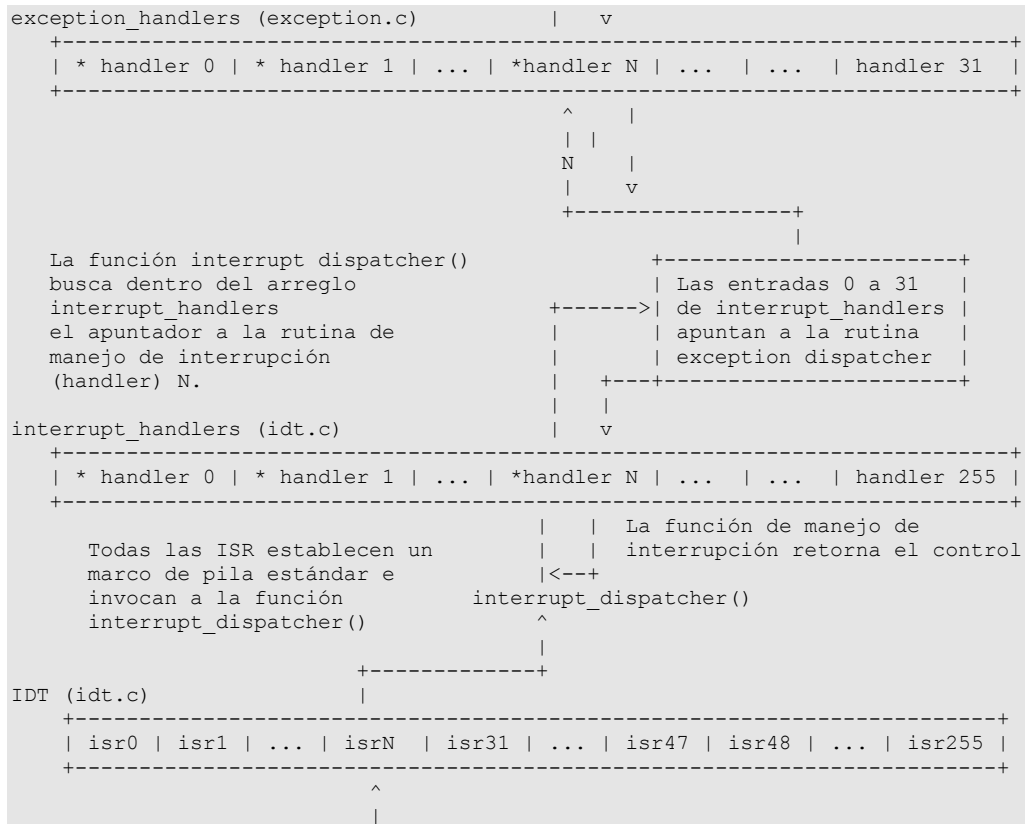 exception_handlers (exception.c)          |   v
   +--------------------------------------------------------------------------+
   | * handler 0 | * handler 1 | ... | *handler N | ... | ... | handler 31  |
   +--------------------------------------------------------------------------+
                                           ^    |
                                           | |
                                           N    |
                                           |    v
                                           +-----------------+
                                                             |
   La función interrupt dispatcher()              +-----------------------+
   busca dentro del arreglo                       | Las entradas 0 a 31   |
   interrupt_handlers                     +------>| de interrupt_handlers |
   el apuntador a la rutina de            |       | apuntan a la rutina   |
   manejo de interrupción                 |       | exception dispatcher  |
   (handler) N.                           |   +---+-----------------------+
                                          |   |
interrupt_handlers (idt.c)                |   v
   +--------------------------------------------------------------------------+
   | * handler 0 | * handler 1 | ... | *handler N | ... | ... | handler 255 |
   +--------------------------------------------------------------------------+
                                         |   |  La función de manejo de
      Todas las ISR establecen un        |   |  interrupción retorna el control
      marco de pila estándar e           |<--+
      invocan a la función          interrupt_dispatcher()
      interrupt_dispatcher()             ^
                                         |
                           +-------------+
IDT (idt.c)                |
    +------------------------------------------------------------------------+
    | isr0 | isr1 | ... | isrN  | isr31 | ... | isr47 | isr48 | ... | isr255 |
    +------------------------------------------------------------------------+
                            ^
                            |